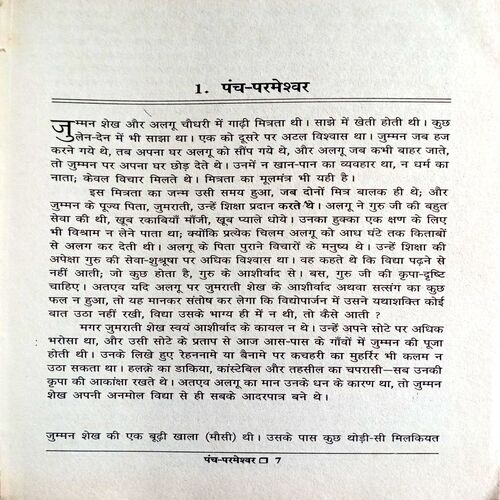 1. पंच-परमेश्वर
जुम्मन शेख और अलगू चौधरी में गाढ़ी मित्रता थी। साझे में खेती होती थी। कुछ
लेन-देन में भी साझा था। एक को दूसरे पर अटल विश्वास था। जुम्मन जब हज
करने गये थे, तब अपना घर अलगू को सौंप गये थे, और अलगू जब कभी बाहर जाते,
तो जुम्मन पर अपना घर छोड़ देते थे। उनमें न खान-पान का व्यवहार था, न धर्म का
नाता; केवल विचार मिलते थे। मित्रता का मूलमंत्र भी यही है।
इस मित्रता का जन्म उसी समय हुआ, जब दोनों मित्र बालक ही थे; और
जुम्मन के पूज्य पिता, जुमराती, उन्हें शिक्षा प्रदान करते थे। अलगू ने गुरु जी की बहुत
सेवा की थी, खूब रकाबियाँ माँजी, खूब प्याले धोये। उनका हुक्का एक क्षण के लिए
भी विश्राम न लेने पाता था; क्योंकि प्रत्येक चिलम अलगू को आध घंटे तक किताबों
से अलग कर देती थी। अलगू के पिता पुराने विचारों के मनुष्य थे। उन्हें शिक्षा की
अपेक्षा गुरु की सेवा-शुश्रूषा पर अधिक विश्वास था। वह कहते थे कि विद्या पढ़ने से
नहीं आती; जो कुछ होता है, गुरु के आशीर्वाद से। बस, गुरु जी की कृपा-दृष्टि
चाहिए। अतएव यदि अलगू पर जुमराती शेख के आशीर्वाद अथवा सत्संग का कुछ
फल न हुआ, तो यह मानकर संतोष कर लेगा कि विद्योपार्जन में उसने यथाशक्ति कोई
बात उठा नहीं रखी, विद्या उसके भाग्य ही में न थी, तो कैसे आती ?
मगर जुमराती शेख स्वयं आशीर्वाद के कायल न थे। उन्हें अपने सोटे पर अधिक
भरोसा था, और उसी सोटे के प्रताप से आज आस-पास के गाँवों में जुम्मन की पूजा
होती थी। उनके लिखे हुए रेहननामे या बैनामे पर कचहरी का मुहर्रिर भी कलम न
उठा सकता था। हलक़े का डाकिया, कांस्टेबिल और तहसील का चपरासी—सब उनकी
कृपा की आकांक्षा रखते थे। अतएव अलगू का मान उनके धन के कारण था, तो जुम्मन
शेख अपनी अनमोल विद्या से ही सबके आदरपात्र बने थे।
जुम्मन शेख की एक बूढ़ी खाला (मौसी) थी। उसके पास कुछ थोड़ी-सी मिलकियत
पंच-परमेश्वर □ 7